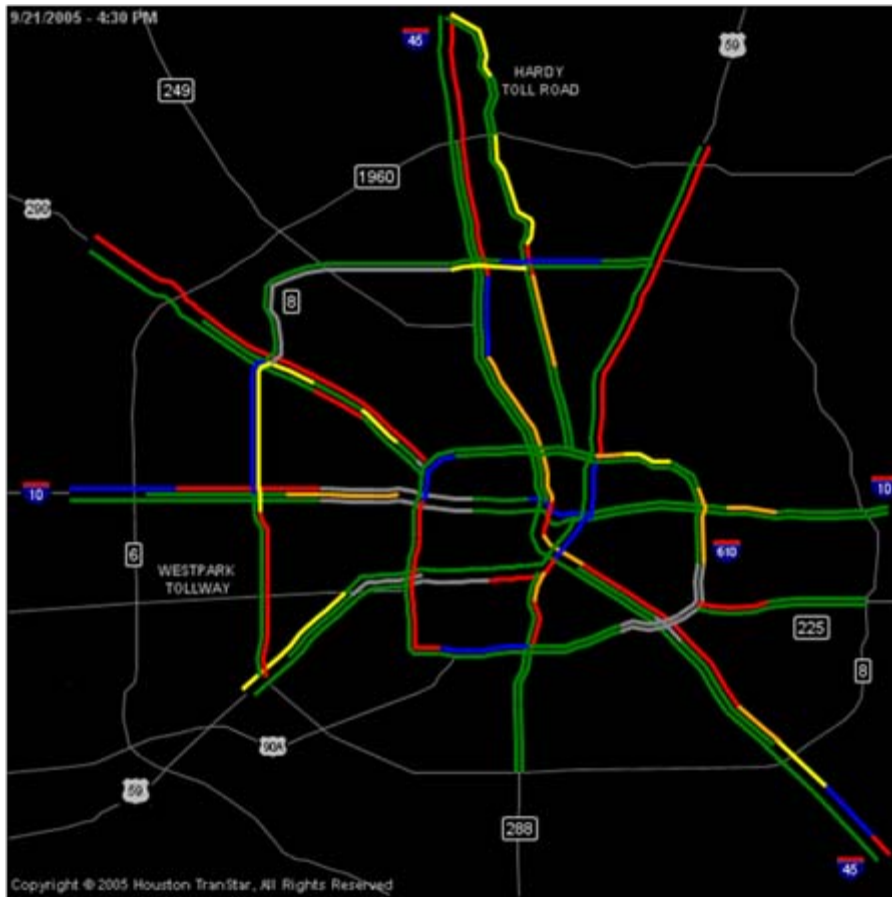 9/21/2005 - 4:30 PM
45
59
HARDY
TOLL ROAD
249
1960
290
8
10
10
610
6
WESTPARK
TOLLWAY
225
8
90A
59
288
45
Copyright © 2005 Houston TranStar, All Rights Reserved